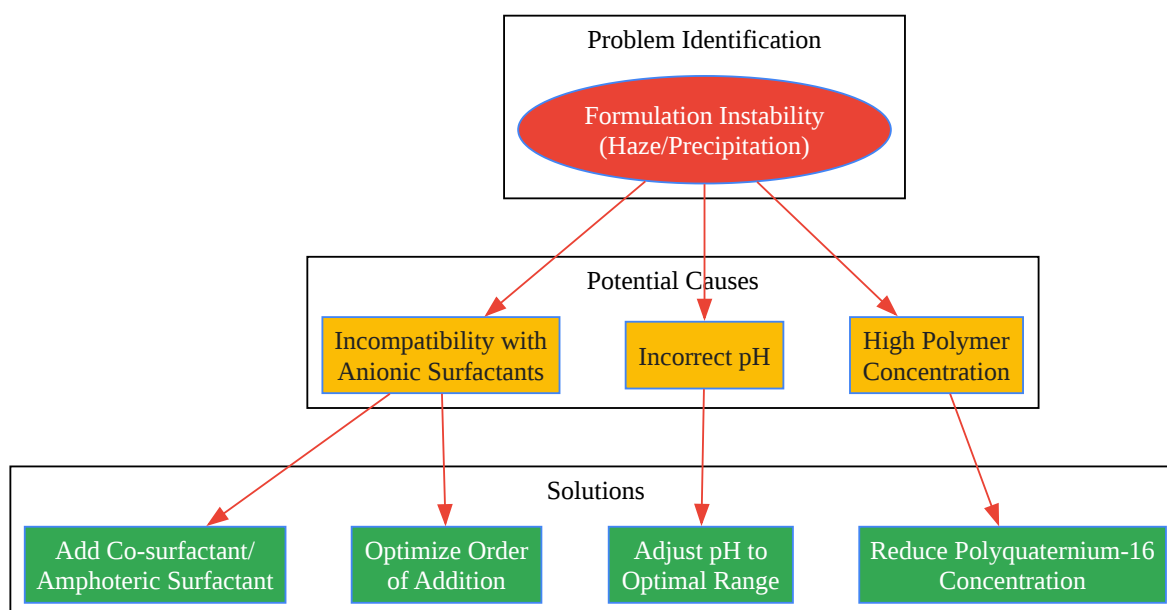 Problem Identification
Formulation Instability
(Haze/Precipitation)
Potential Causes
Incompatibility with
Anionic Surfactants
Incorrect pH
High Polymer
Concentration
Solutions
Add Co-surfactant/
Amphoteric Surfactant
Optimize Order
of Addition
Adjust pH to
Optimal Range
Reduce Polyquaternium-16
Concentration